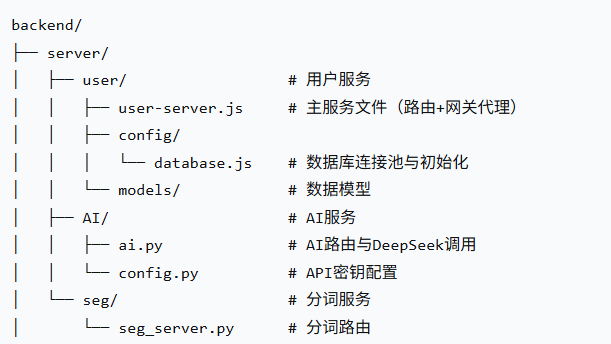 backend/
├── server/
│   ├── user/                  # 用户服务
│   │   ├── user-server.js     # 主服务文件（路由+网关代理）
│   │   ├── config/
│   │   │   └── database.js    # 数据库连接池与初始化
│   │   └── models/            # 数据模型
│   ├── AI/                    # AI服务
│   │   ├── ai.py              # AI路由与DeepSeek调用
│   │   └── config.py          # API密钥配置
│   └── seg/                   # 分词服务
│       └── seg_server.py      # 分词路由